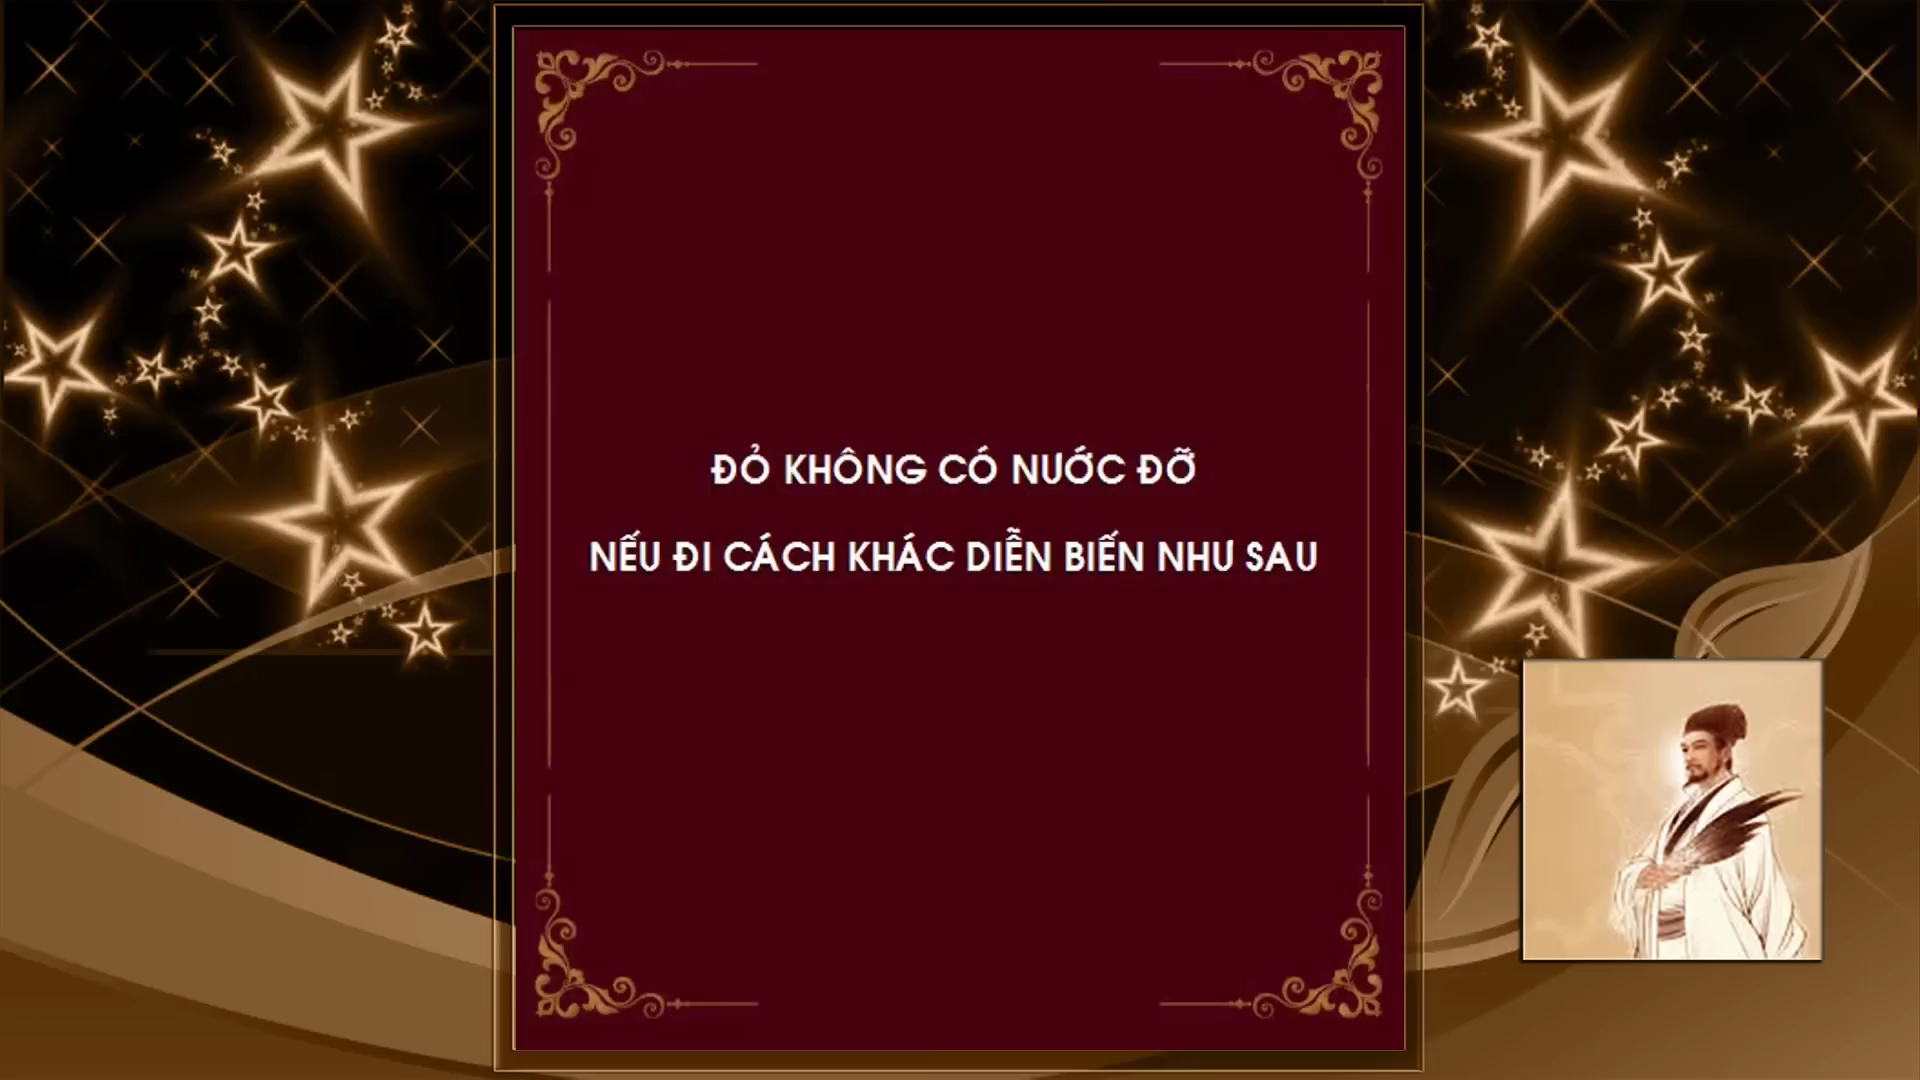 ĐỎ KHÔNG CÓ NƯỚC ĐỠ
NẾU ĐI CÁCH KHÁC DIỄN BIẾN NHƯ SAU